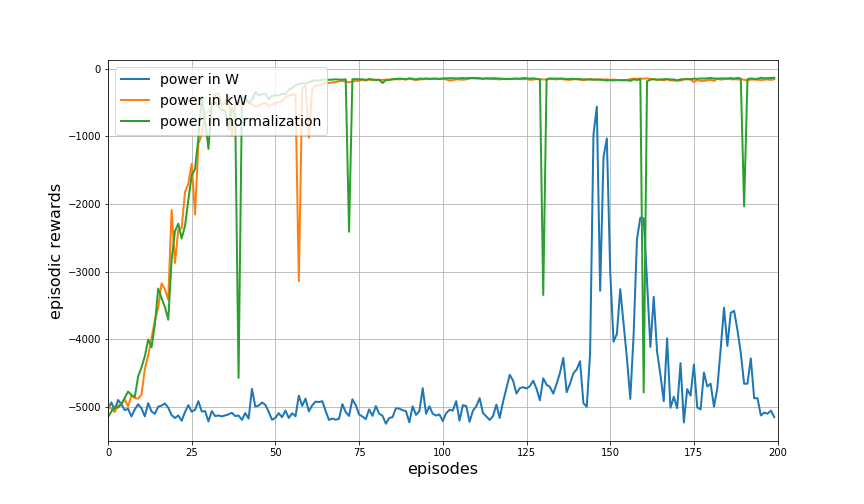 0
−1000
−2000
−3000
−4000
−5000
episodic rewards
power in W
power in kW
power in normalization
0 25 50 75 100 125 150 175 200
episodes